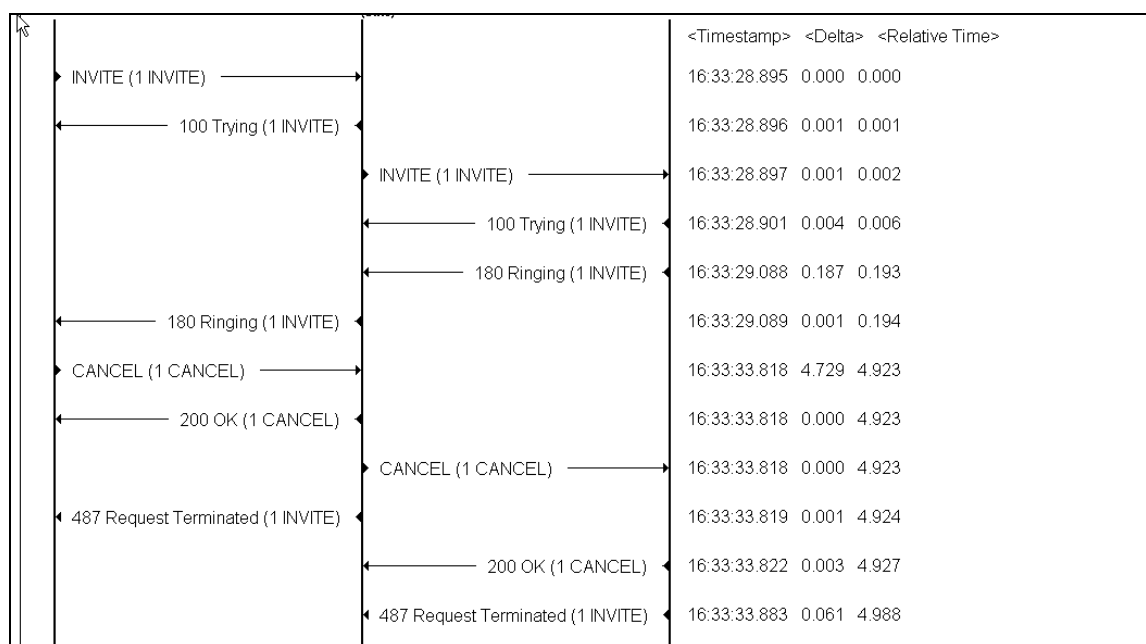 <Timestamp> <Delta> <Relative Time>
INVITE (1 INVITE) 16:33:28.895 0.000 0.000
100 Trying (1 INVITE) 16:33:28.896 0.001 0.001
INVITE (1 INVITE) 16:33:28.897 0.001 0.002
100 Trying (1 INVITE) 16:33:28.901 0.004 0.006
180 Ringing (1 INVITE) 16:33:29.088 0.187 0.193
180 Ringing (1 INVITE) 16:33:29.089 0.001 0.194
CANCEL (1 CANCEL) 16:33:33.818 4.729 4.923
200 OK (1 CANCEL) 16:33:33.818 0.000 4.923
CANCEL (1 CANCEL) 16:33:33.818 0.000 4.923
487 Request Terminated (1 INVITE) 16:33:33.819 0.001 4.924
200 OK (1 CANCEL) 16:33:33.822 0.003 4.927
487 Request Terminated (1 INVITE) 16:33:33.883 0.061 4.988